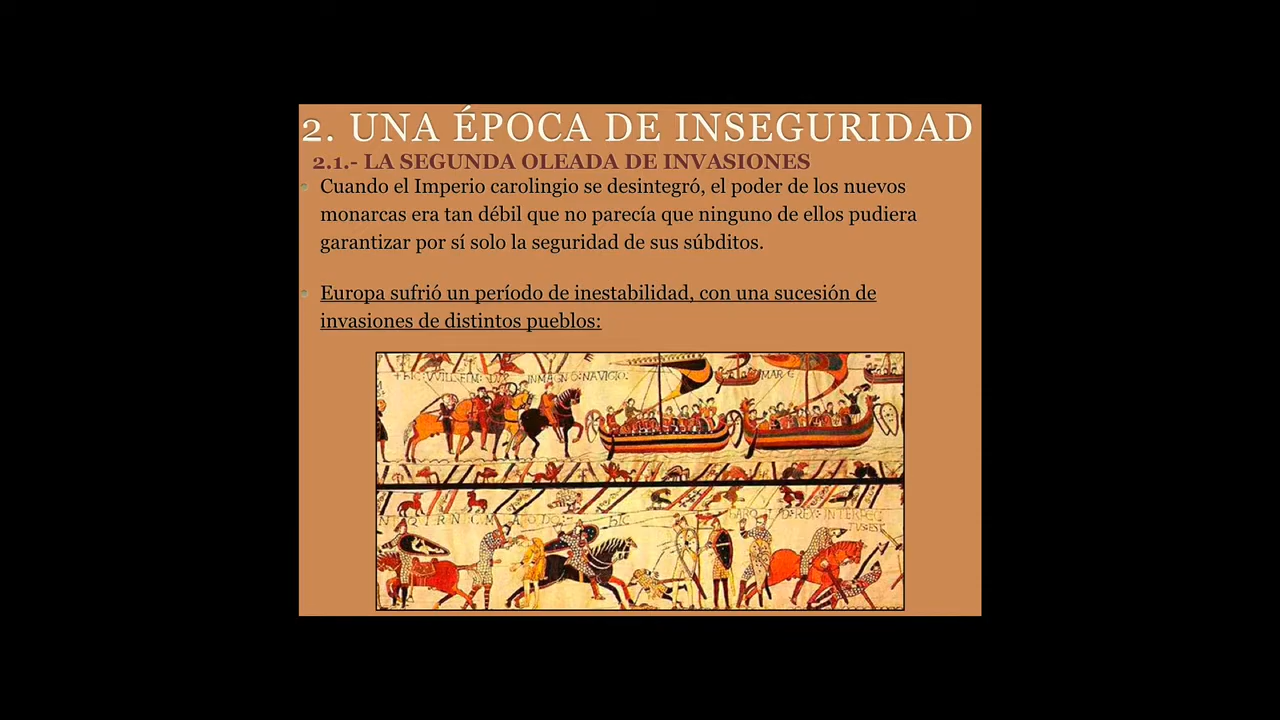 2. UNA ÉPOCA DE INSEGURIDAD
2.1.- LA SEGUNDA OLEADA DE INVASIONES
Cuando el Imperio carolingio se desintegró, el poder de los nuevos
monarcas era tan débil que no parecía que ninguno de ellos pudiera
garantizar por sí solo la seguridad de sus súbditos.
Europa sufrió un período de inestabilidad, con una sucesión de
invasiones de distintos pueblos:
MARE
HIC